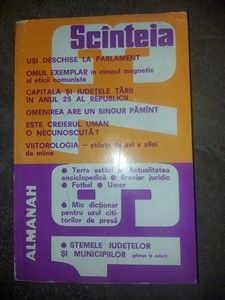 Scînteia
UȘI DESCHISE LA PARLAMENT
OMUL EXEMPLAR în cîmpul magnetic
al eticii comuniste
CAPITALA ȘI JUDEȚELE ȚĂRII
ÎN ANUL 25 AL REPUBLICII
OMENIREA ARE UN SINGUR PĂMÎNT
ESTE CREIERUL UMAN
O NECUNOSCUTĂ?
VIITOROLOGIA — știința de azi a zilei
de mîine
• Terra astăzi • Actualitatea
enciclopedică • Breviar juridic
• Fotbal • Umor
• Mic dicționar
pentru uzul citi-
torilor de presă
• STEMELE JUDEȚELOR
ȘI MUNICIPIILOR (planșe în culori)
ALMANAH